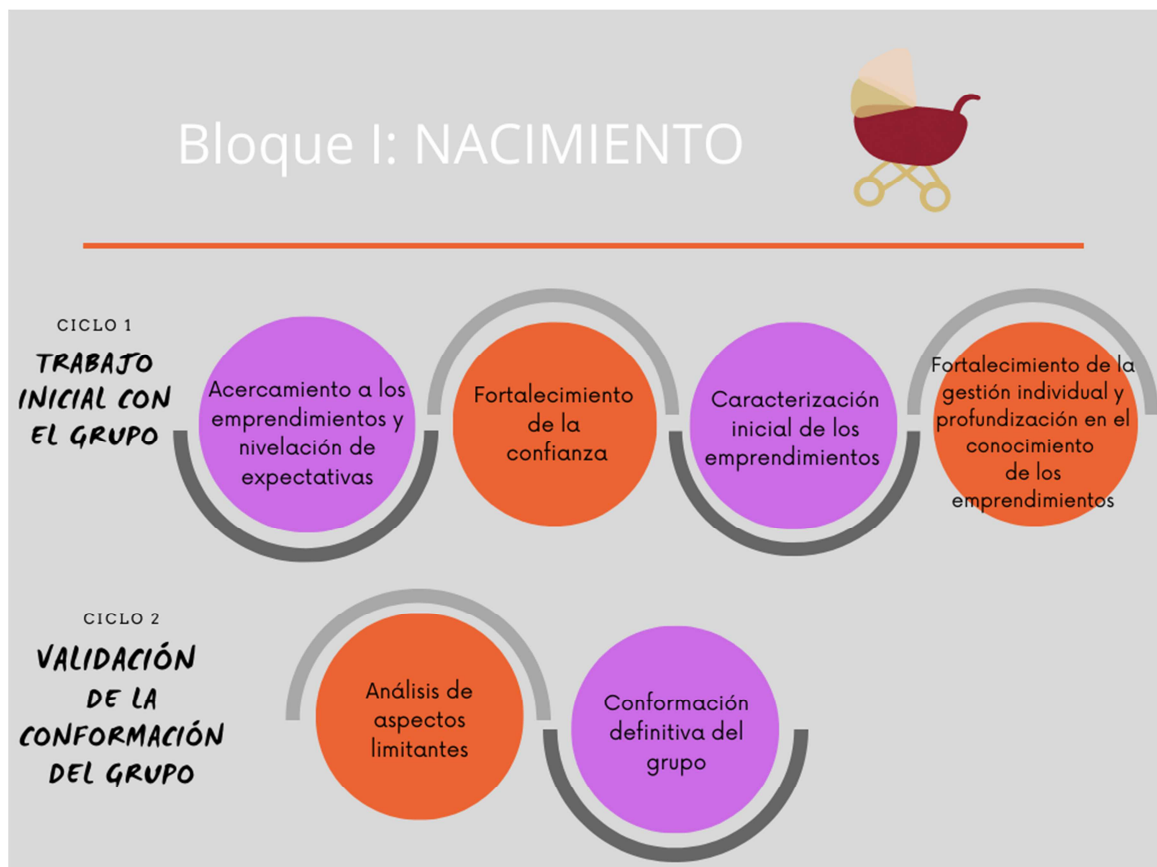 Bloque I: NACIMIENTO
CICLO 1
TRABAJO
INICIAL CON
EL GRUPO
Acercamiento a los
emprendimientos y
nivelación de
expectativas
Fortalecimiento
de la
confianza
Caracterización
inicial de los
emprendimientos
Fortalecimiento de la
gestión individual y
profundización en el
conocimiento
de los
emprendimientos
CICLO 2
VALIDACIÓN
DE LA
CONFORMACIÓN
DEL GRUPO
Análisis de
aspectos
limitantes
Conformación
definitiva del
grupo